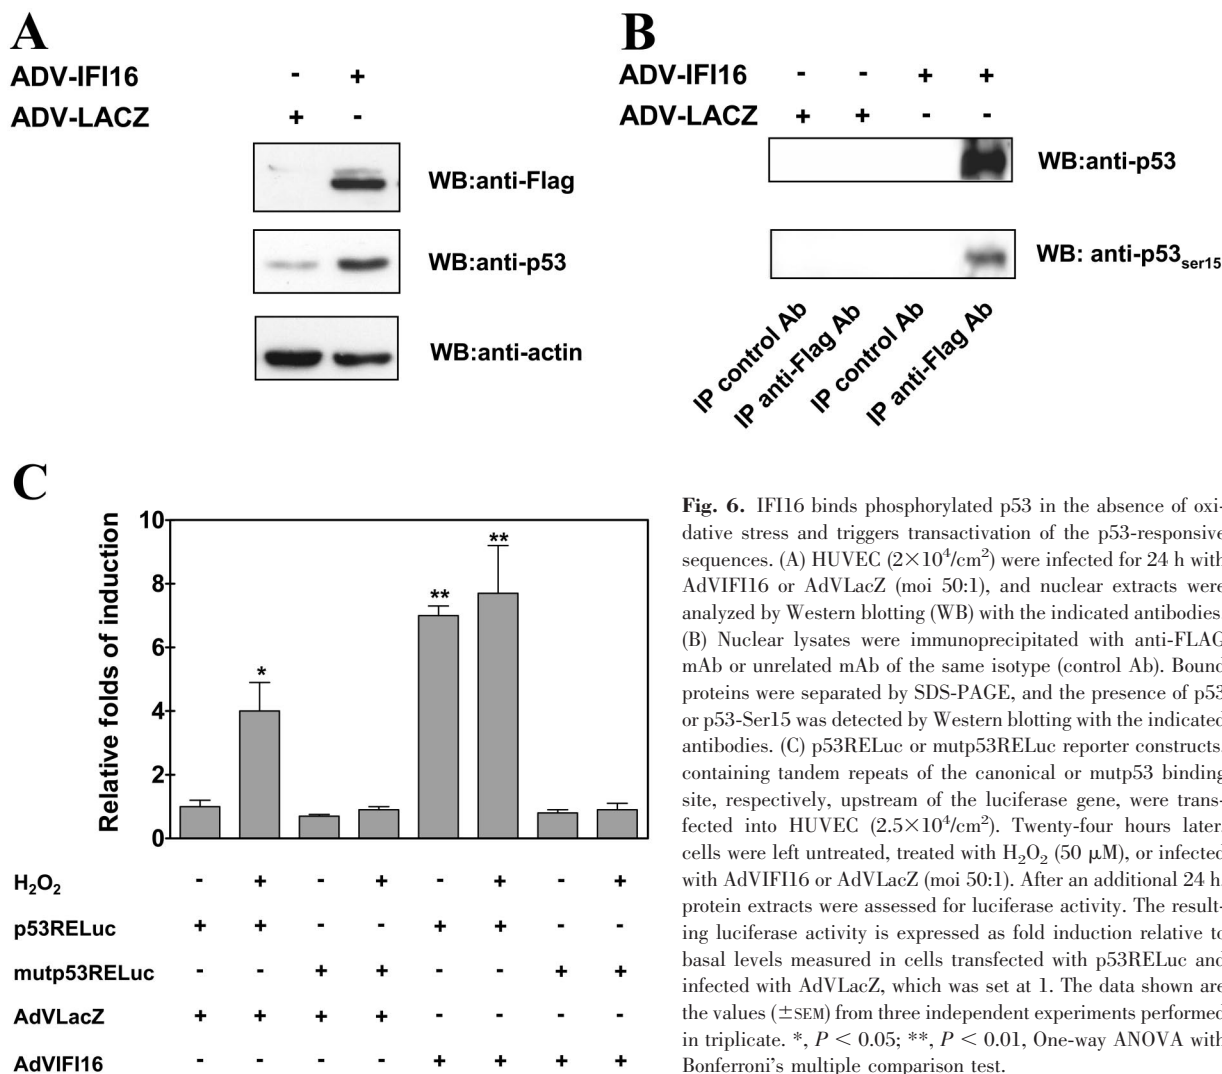 A
ADV-IFI16 - +
ADV-LACZ + -
WB:anti-Flag
WB:anti-p53
WB:anti-actin
B
ADV-IFI16 - - + +
ADV-LACZ + + - -
WB:anti-p53
WB: anti-p53ser15
IP control Ab
IP anti-Flag Ab
IP control Ab
IP anti-Flag Ab
C
Relative folds of induction
10
8
6
4
2
0
*
**
**
H2O2 - + - + - + - +
p53RELuc + + - - + + - -
mutp53RELuc - - + + - - + +
AdVLacZ + + + + - - - -
AdVIFI16 - - - - + + + +
Fig. 6. IFI16 binds phosphorylated p53 in the absence of oxi-
dative stress and triggers transactivation of the p53-responsive
sequences. (A) HUVEC (2×10⁴/cm²) were infected for 24 h with
AdVIFI16 or AdVLacZ (moi 50:1), and nuclear extracts were
analyzed by Western blotting (WB) with the indicated antibodies
(B) Nuclear lysates were immunoprecipitated with anti-FLAG
mAb or unrelated mAb of the same isotype (control Ab). Bound
proteins were separated by SDS-PAGE, and the presence of p53
or p53-Ser15 was detected by Western blotting with the indicated
antibodies. (C) p53RELuc or mutp53RELuc reporter constructs,
containing tandem repeats of the canonical or mutp53 binding
site, respectively, upstream of the luciferase gene, were trans-
fected into HUVEC (2.5×10⁴/cm²). Twenty-four hours later,
cells were left untreated, treated with H₂O₂ (50 μM), or infected
with AdVIFI16 or AdVLacZ (moi 50:1). After an additional 24 h,
protein extracts were assessed for luciferase activity. The result-
ing luciferase activity is expressed as fold induction relative to
basal levels measured in cells transfected with p53RELuc and
infected with AdVLacZ, which was set at 1. The data shown are
the values (±SEM) from three independent experiments performed
in triplicate. *, P < 0.05; **, P < 0.01, One-way ANOVA with
Bonferroni's multiple comparison test.